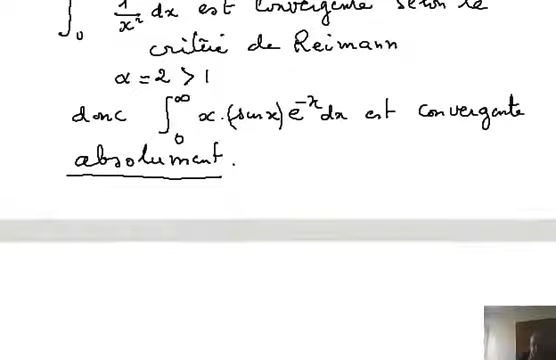 ∫₀ 1/x² dx est convergente selon le
critère de Reimann
α = 2 > 1
donc ∫₀^∞ x.(sin x) e^{-x} dx est convergente
absolument.